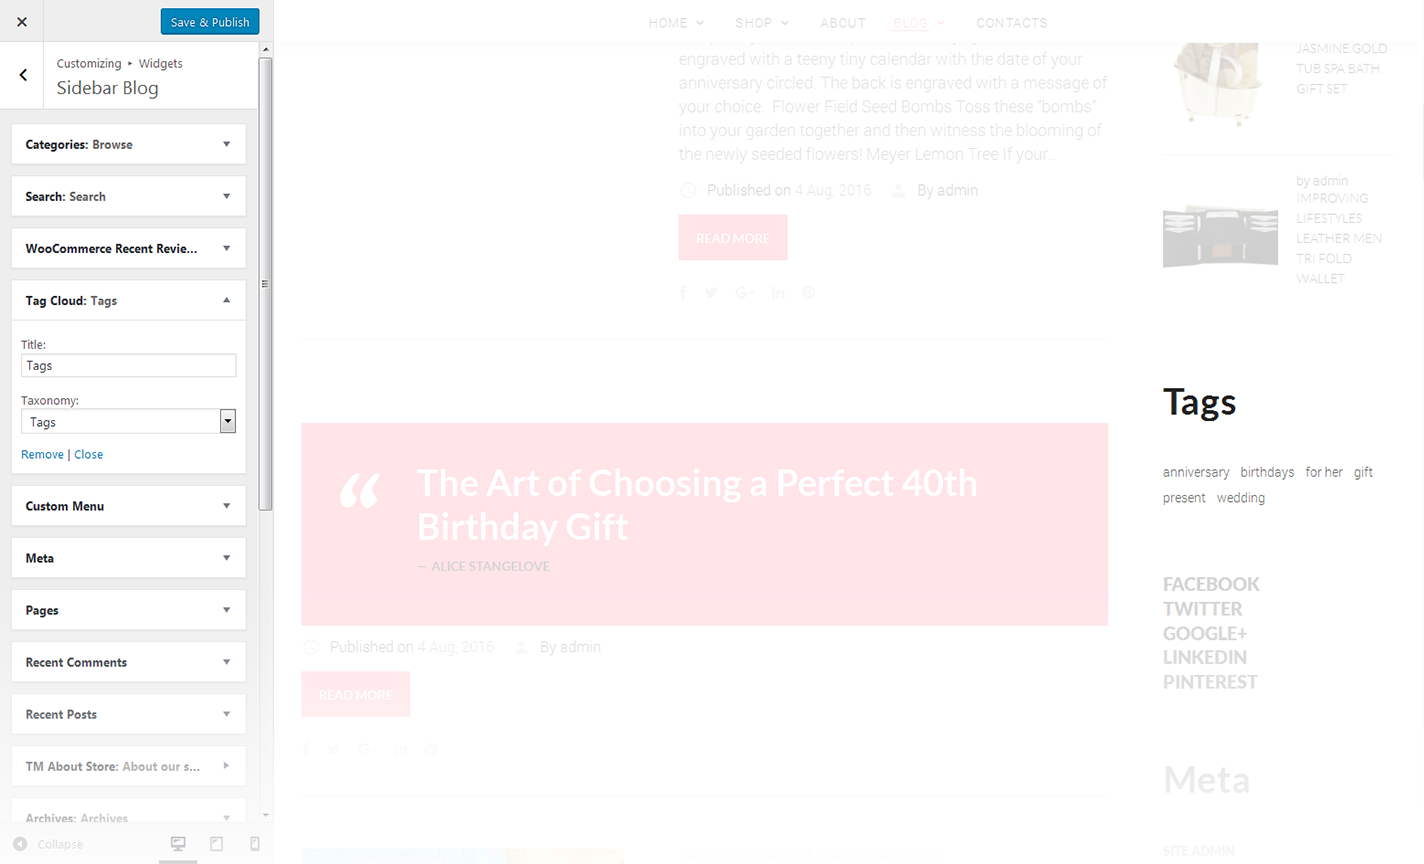 Save & Publish
Customizing ▸ Widgets
Sidebar Blog
Categories: Browse
Search: Search
WooCommerce Recent Revie...
Tag Cloud: Tags
Title:
Tags
Taxonomy:
Tags
Remove | Close
Custom Menu
Meta
Pages
Recent Comments
Recent Posts
TM About Store: About our s...
Archives: Archives
Collapse
HOME SHOP ABOUT BLOG CONTACTS
engraved with a teeny tiny calendar with the date of your
anniversary circled. The back is engraved with a message of
your choice. Flower Field Seed Bombs Toss these "bombs"
into your garden together and then witness the blooming of
the newly seeded flowers! Meyer Lemon Tree If your…
Published on 4 Aug, 2016 By admin
READ MORE
The Art of Choosing a Perfect 40th
Birthday Gift
— ALICE STANGELOVE
Published on 4 Aug, 2016 By admin
READ MORE
JASMINE GOLD
TUB SPA BATH
GIFT SET
by admin
IMPROVING
LIFESTYLES
LEATHER MEN
TRI FOLD
WALLET
Tags
anniversary birthdays for her gift
present wedding
FACEBOOK
TWITTER
GOOGLE+
LINKEDIN
PINTEREST
Meta
SITE ADMIN